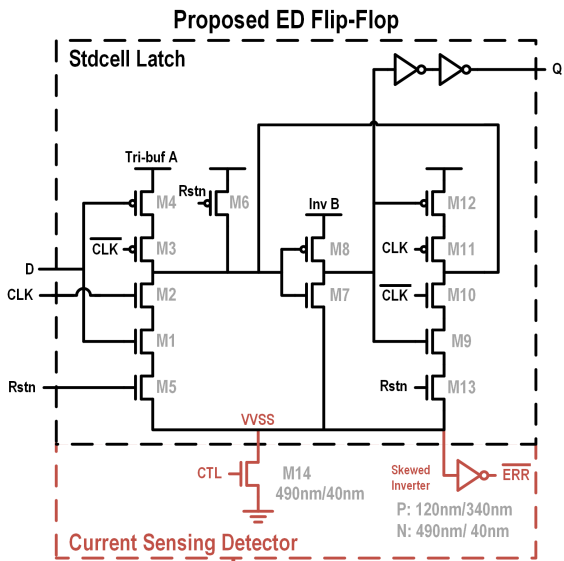 Proposed ED Flip-Flop
Stdcell Latch
Q
Tri-buf A
Rstn
M4
M6
Inv B
M12
CLK
M3
M8
CLK
M11
D
CLK
M2
M7
CLK
M10
M1
M9
Rstn
M5
Rstn
M13
VVSS
CTL
M14
490nm/40nm
Skewed
Inverter
ERR
P: 120nm/340nm
N: 490nm/ 40nm
Current Sensing Detector